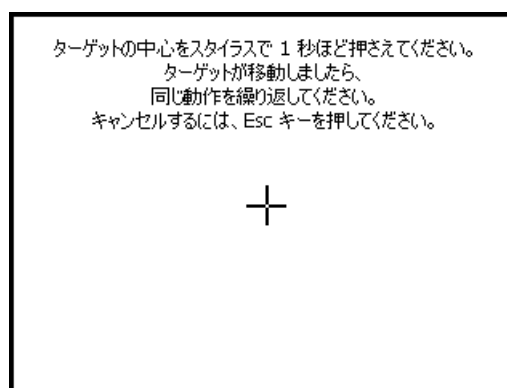 ターゲットの中心をスタイラスで 1 秒ほど押さえてください。
ターゲットが移動しましたら、
同じ動作を繰り返してください。
キャンセルするには、Esc キーを押してください。